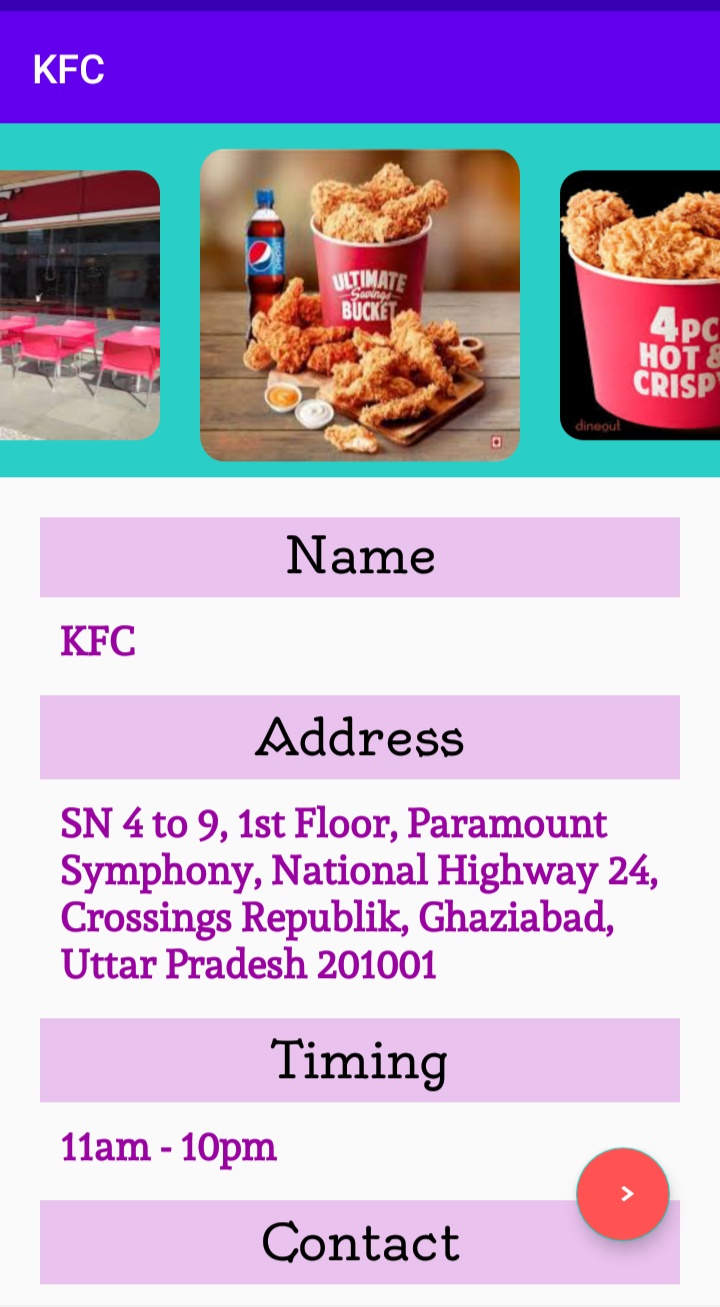 KFC
pepsi
ULTIMATE
Savings
BUCKET
4PC
HOT &
CRISPY
dineout
Name
KFC
Address
SN 4 to 9, 1st Floor, Paramount
Symphony, National Highway 24,
Crossings Republik, Ghaziabad,
Uttar Pradesh 201001
Timing
11am - 10pm
>
Contact